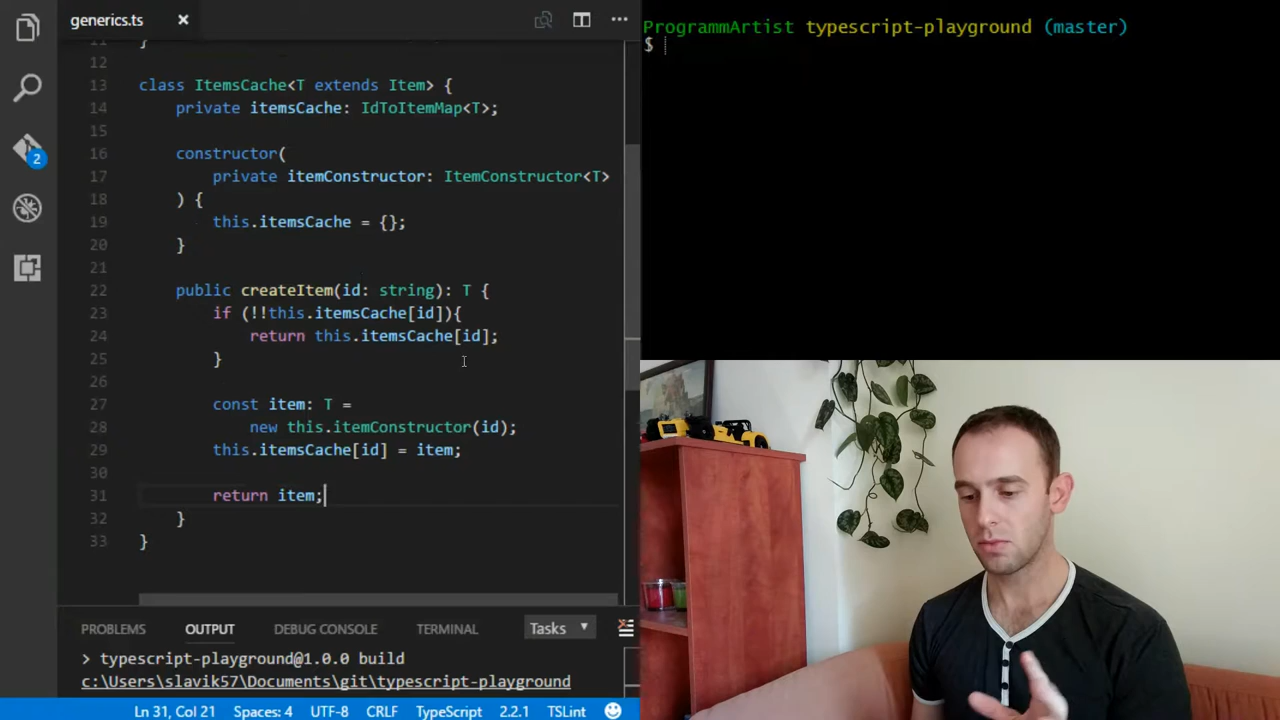 generics.ts
ProgrammArtist typescript-playground (master)
$
11 }
12
13 class ItemsCache<T extends Item> {
14 private itemsCache: IdToItemMap<T>;
15
16 constructor(
17 private itemConstructor: ItemConstructor<T>
18 ) {
19 this.itemsCache = {};
20 }
21
22 public createItem(id: string): T {
23 if (!!this.itemsCache[id]){
24 return this.itemsCache[id];
25 }
26
27 const item: T =
28 new this.itemConstructor(id);
29 this.itemsCache[id] = item;
30
31 return item;
32 }
33 }
2
PROBLEMS OUTPUT DEBUG CONSOLE TERMINAL Tasks
> typescript-playground@1.0.0 build
c:\Users\slavik57\Documents\git\typescript-playground
Ln 31, Col 21 Spaces: 4 UTF-8 CRLF TypeScript 2.2.1 TSLint